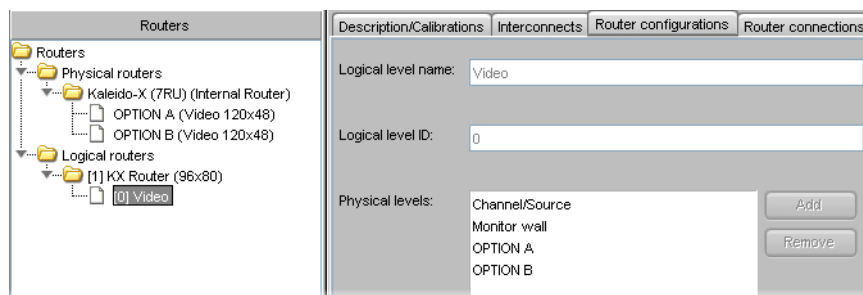 Routers
Routers
Physical routers
Kaleido-X (7RU) (Internal Router)
OPTION A (Video 120x48)
OPTION B (Video 120x48)
Logical routers
[1] KX Router (96x80)
[0] Video
Description/Calibrations Interconnects Router configurations Router connections
Logical level name: Video
Logical level ID: 0
Physical levels: Channel/Source
Monitor wall
OPTION A
OPTION B
Add
Remove